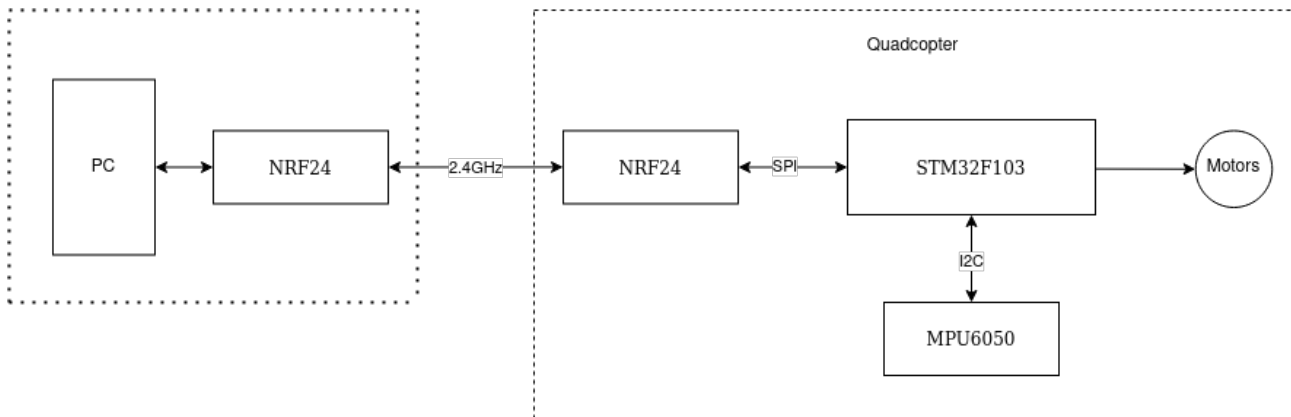 Quadcopter
PC
NRF24
2.4GHz
NRF24
SPI
STM32F103
Motors
I2C
MPU6050